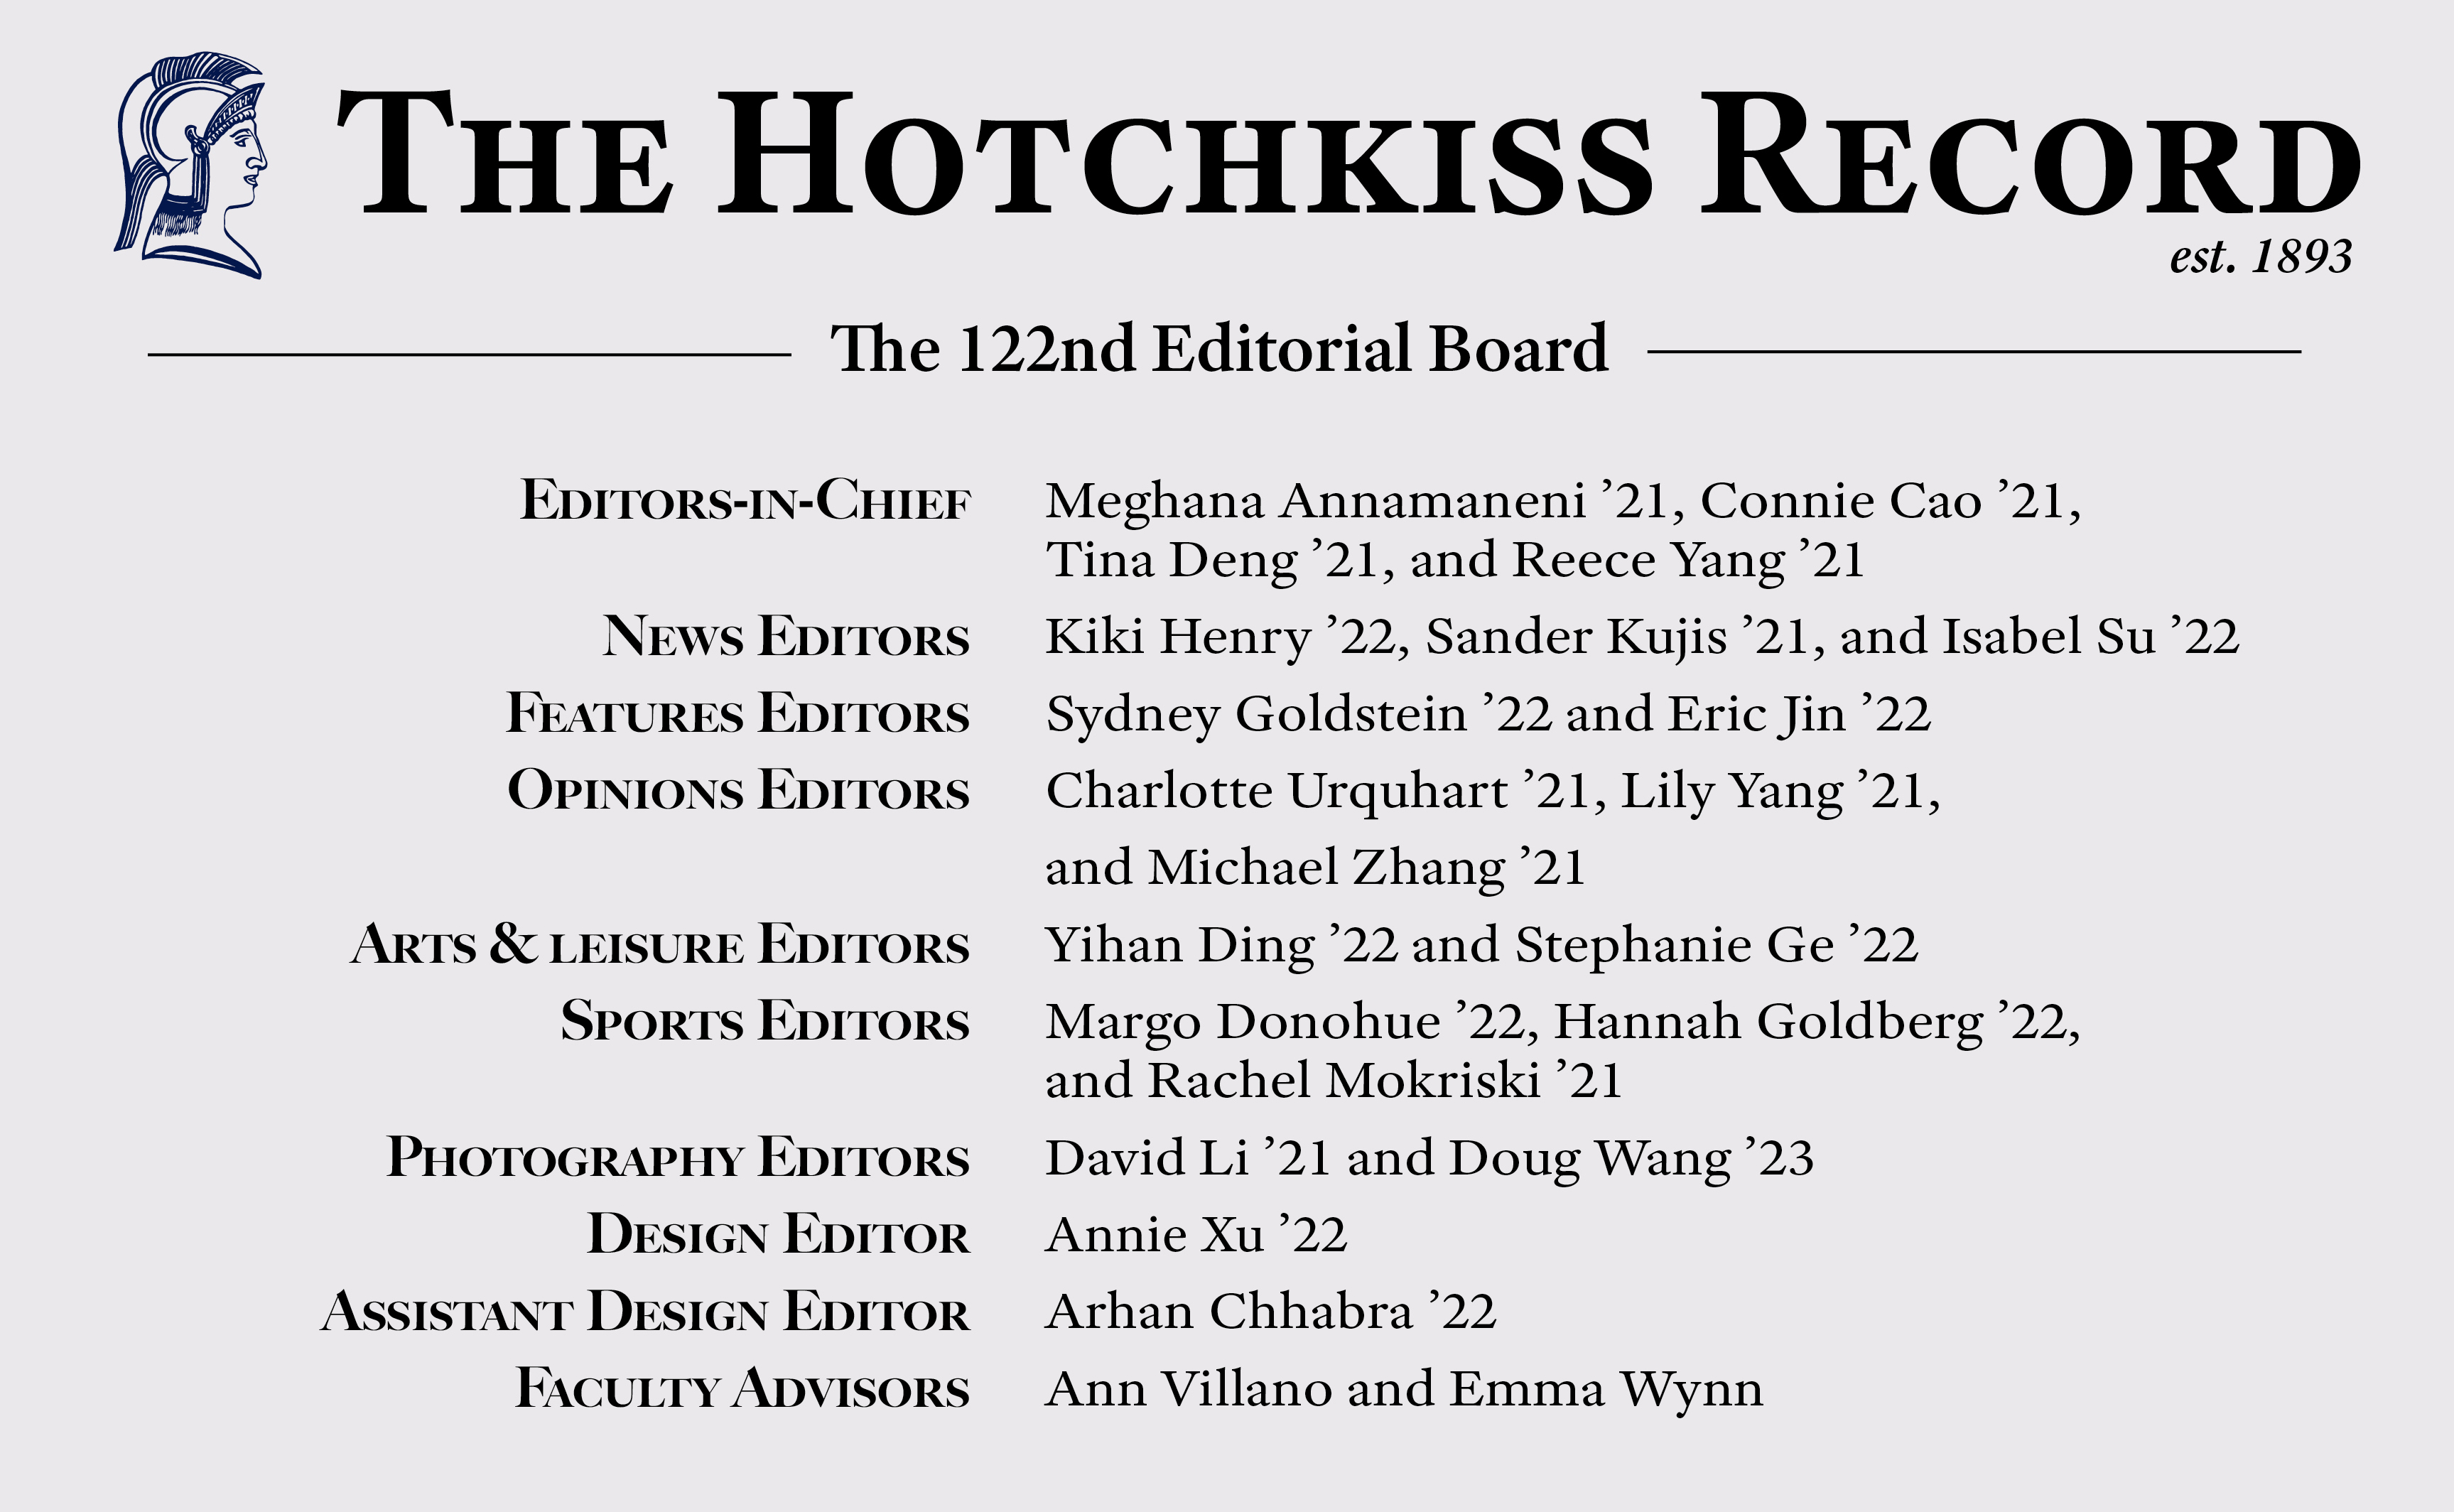 The Hotchkiss Record
est. 1893
The 122nd Editorial Board
Editors-in-Chief Meghana Annamaneni ’21, Connie Cao ’21,
Tina Deng ’21, and Reece Yang ’21
News Editors Kiki Henry ’22, Sander Kujis ’21, and Isabel Su ’22
Features Editors Sydney Goldstein ’22 and Eric Jin ’22
Opinions Editors Charlotte Urquhart ’21, Lily Yang ’21,
and Michael Zhang ’21
Arts & leisure Editors Yihan Ding ’22 and Stephanie Ge ’22
Sports Editors Margo Donohue ’22, Hannah Goldberg ’22,
and Rachel Mokriski ’21
Photography Editors David Li ’21 and Doug Wang ’23
Design Editor Annie Xu ’22
Assistant Design Editor Arhan Chhabra ’22
Faculty Advisors Ann Villano and Emma Wynn